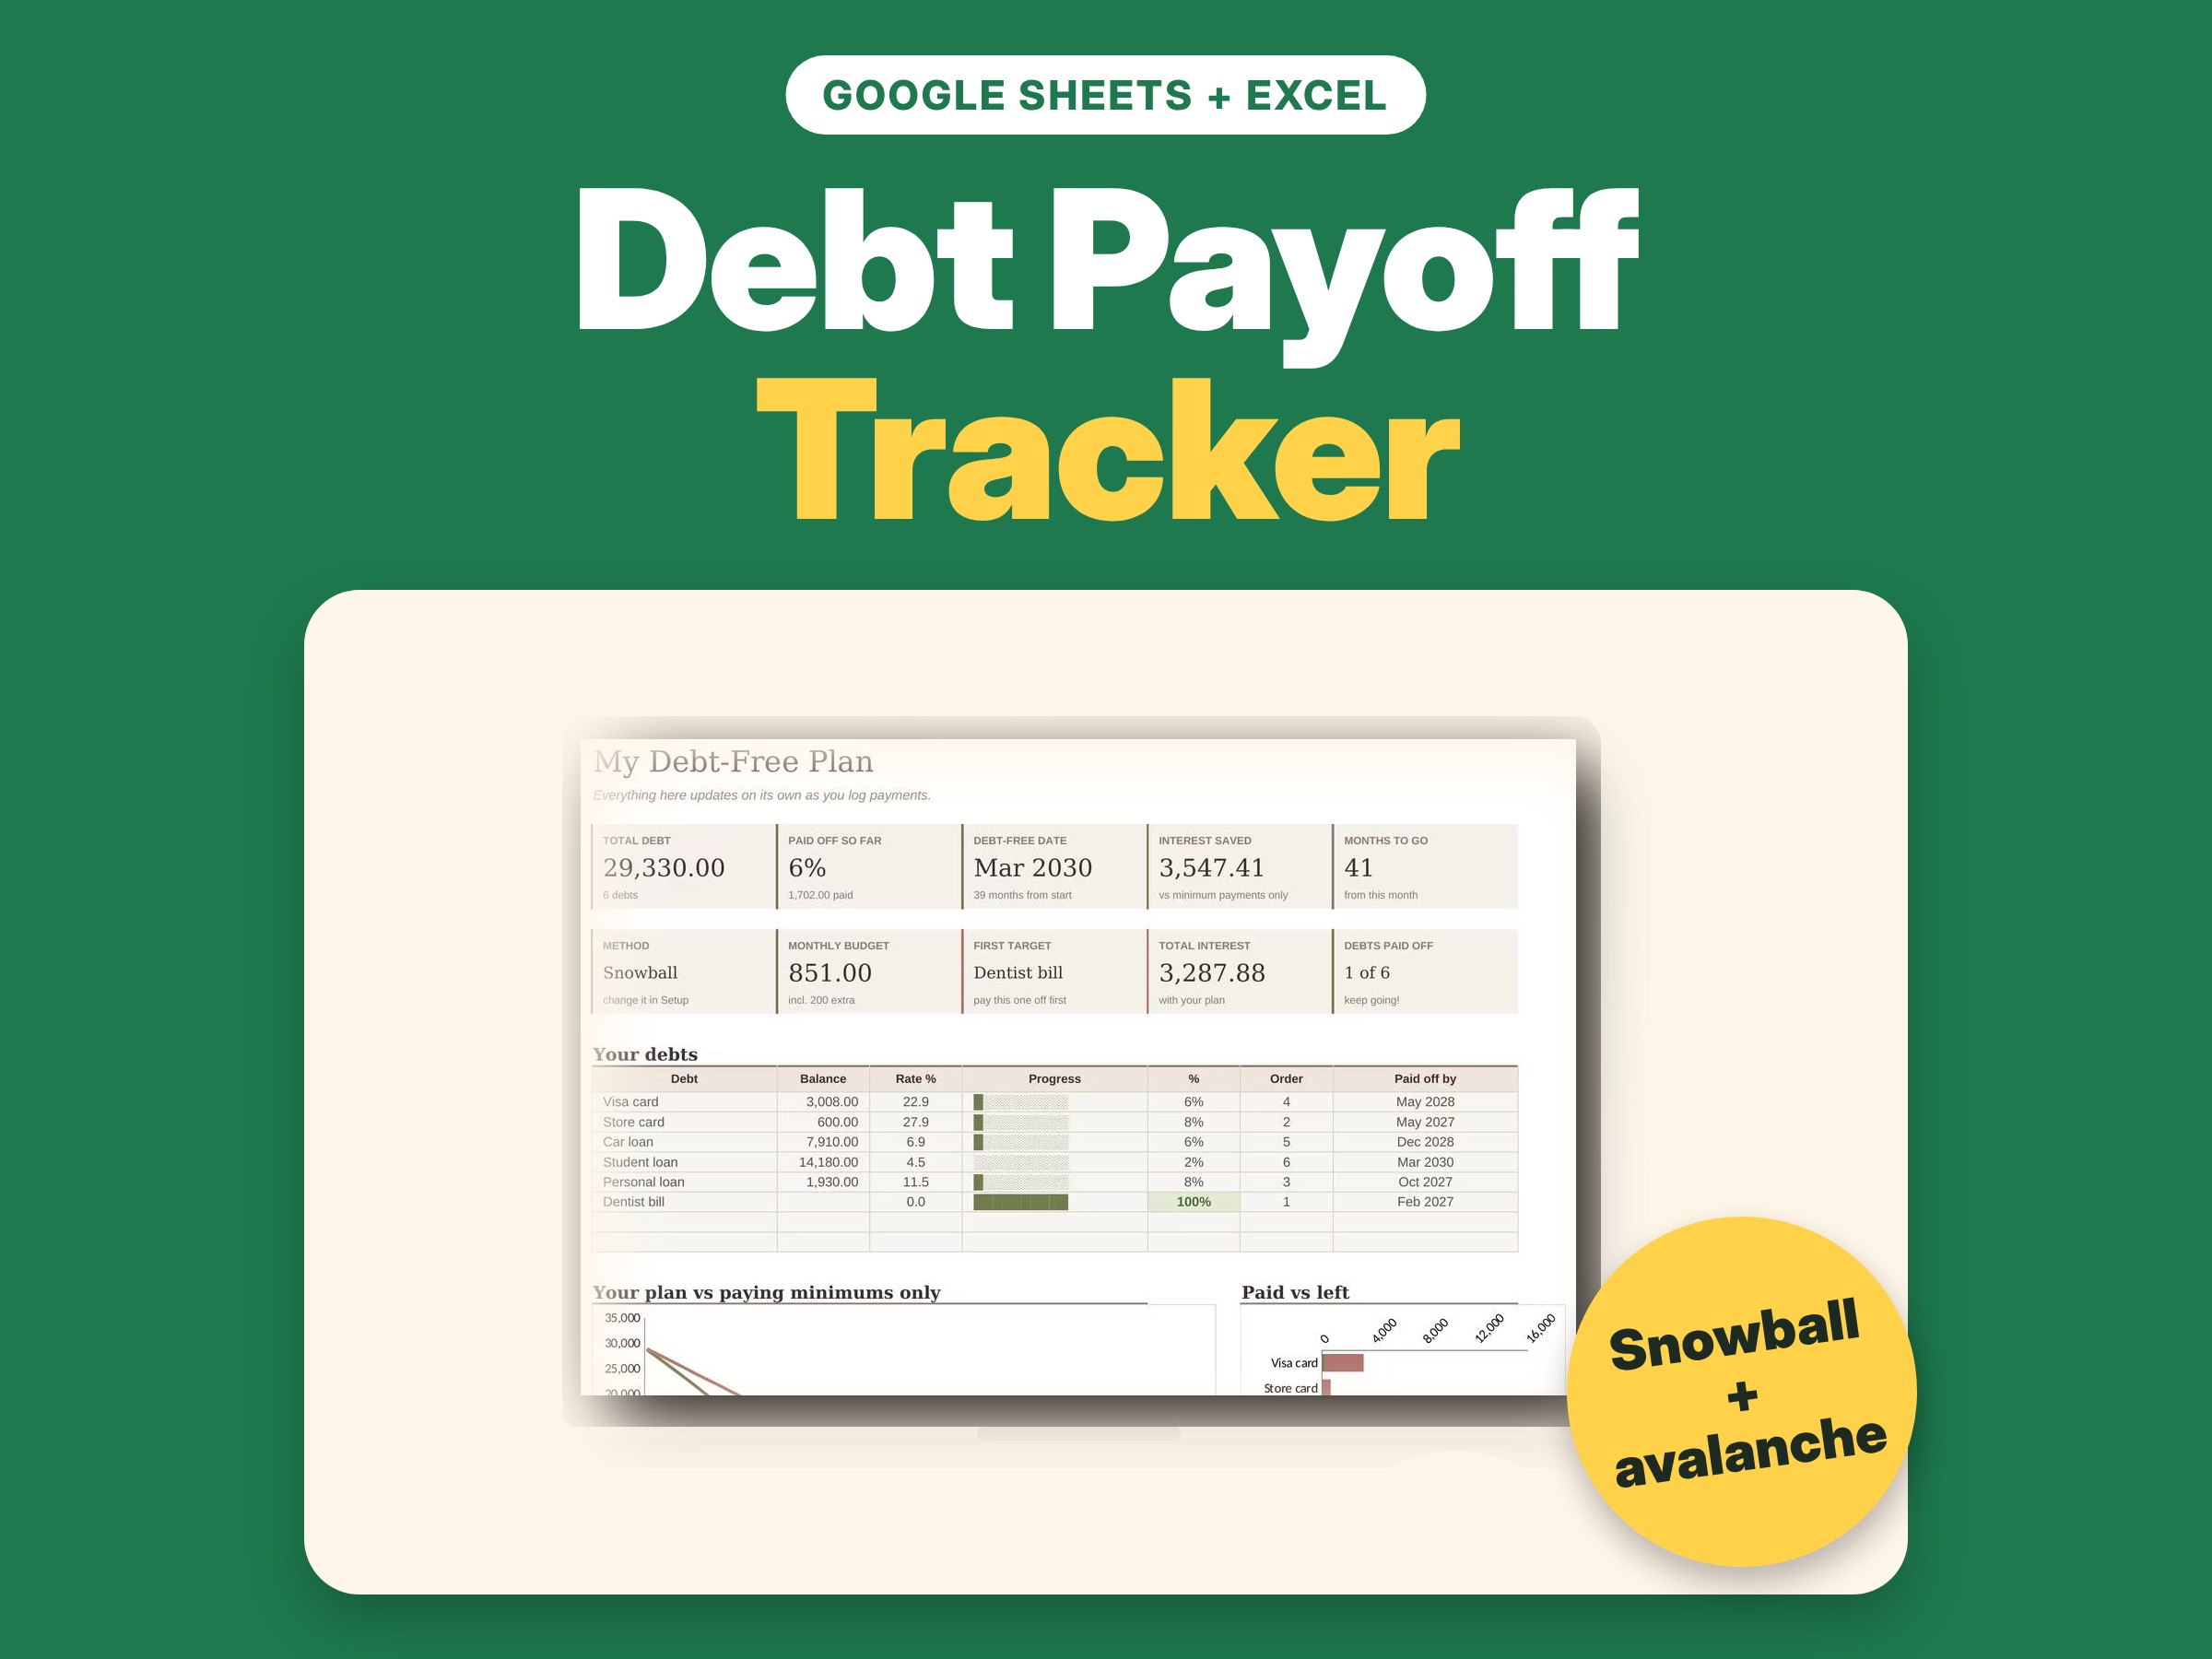 GOOGLE SHEETS + EXCEL
Debt Payoff
Tracker
My Debt-Free Plan
Everything here updates on its own as you log payments.
TOTAL DEBT PAID OFF SO FAR DEBT-FREE DATE INTEREST SAVED MONTHS TO GO
29,330.00 6% Mar 2030 3,547.41 41
6 debts 1,702.00 paid 39 months from start vs minimum payments only from this month
METHOD MONTHLY BUDGET FIRST TARGET TOTAL INTEREST DEBTS PAID OFF
Snowball 851.00 Dentist bill 3,287.88 1 of 6
change it in Setup incl. 200 extra pay this one off first with your plan keep going!
Your debts
Debt Balance Rate % Progress % Order Paid off by
Visa card 3,008.00 22.9 6% 4 May 2028
Store card 600.00 27.9 8% 2 May 2027
Car loan 7,910.00 6.9 6% 5 Dec 2028
Student loan 14,180.00 4.5 2% 6 Mar 2030
Personal loan 1,930.00 11.5 8% 3 Oct 2027
Dentist bill 0.0 100% 1 Feb 2027
Your plan vs paying minimums only
35,000
30,000
25,000
20,000
Paid vs left
0 4,000 8,000 12,000 16,000
Visa card
Store card
Snowball
+
avalanche